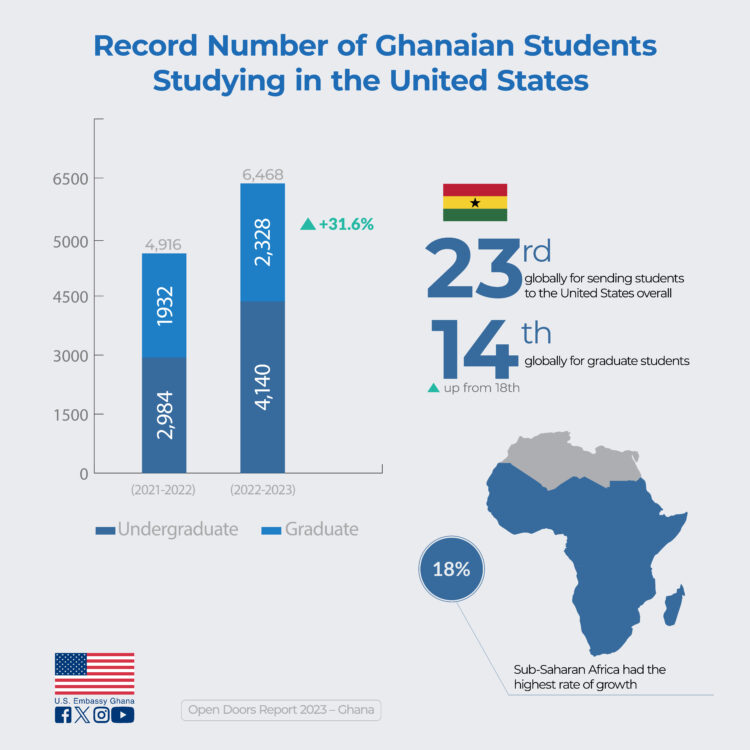 Record Number of Ghanaian Students
Studying in the United States
6500
5000
4500
3000
1500
0
4,916
1932
2,984
6,468
2,328
4,140
+31.6%
(2021-2022)
(2022-2023)
Undergraduate
Graduate
23rd
globally for sending students
to the United States overall
14th
globally for graduate students
up from 18th
18%
Sub-Saharan Africa had the
highest rate of growth
U.S. Embassy Ghana
Open Doors Report 2023 – Ghana